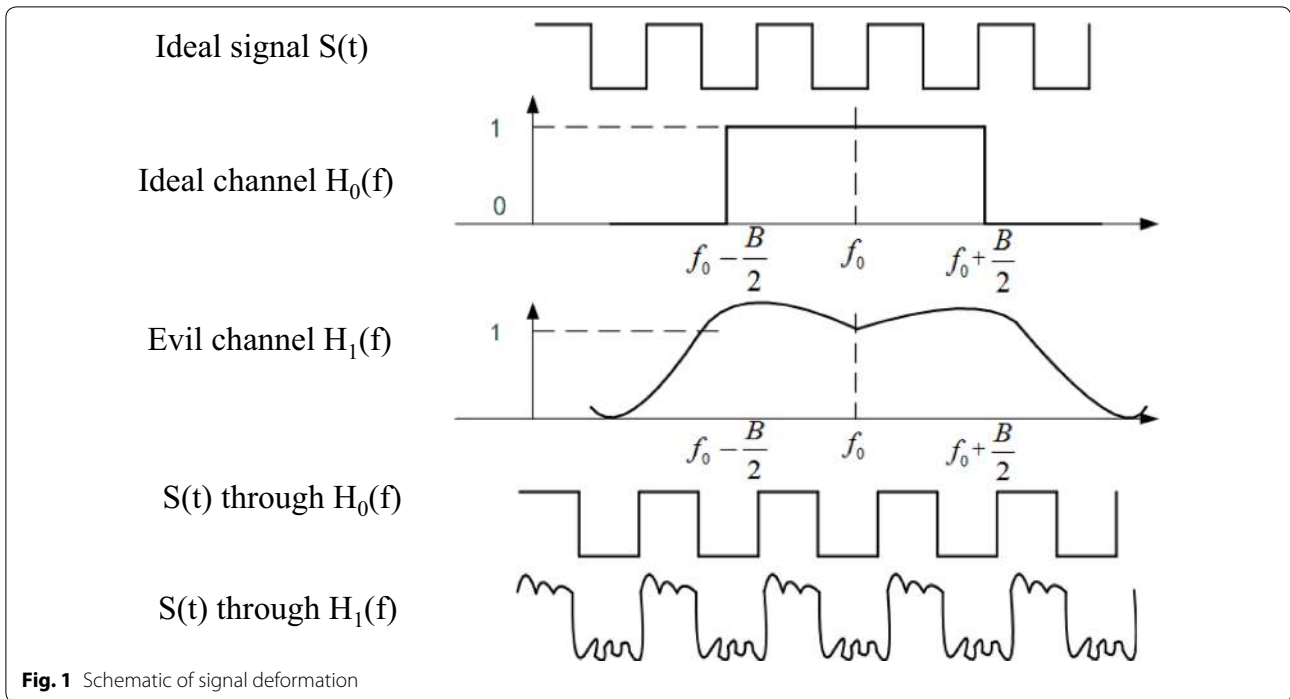 Ideal signal S(t)
1
Ideal channel H₀(f)
0
f₀ − B/2 f₀ f₀ + B/2
Evil channel H₁(f)
1
f₀ − B/2 f₀ f₀ + B/2
S(t) through H₀(f)
S(t) through H₁(f)
Fig. 1 Schematic of signal deformation